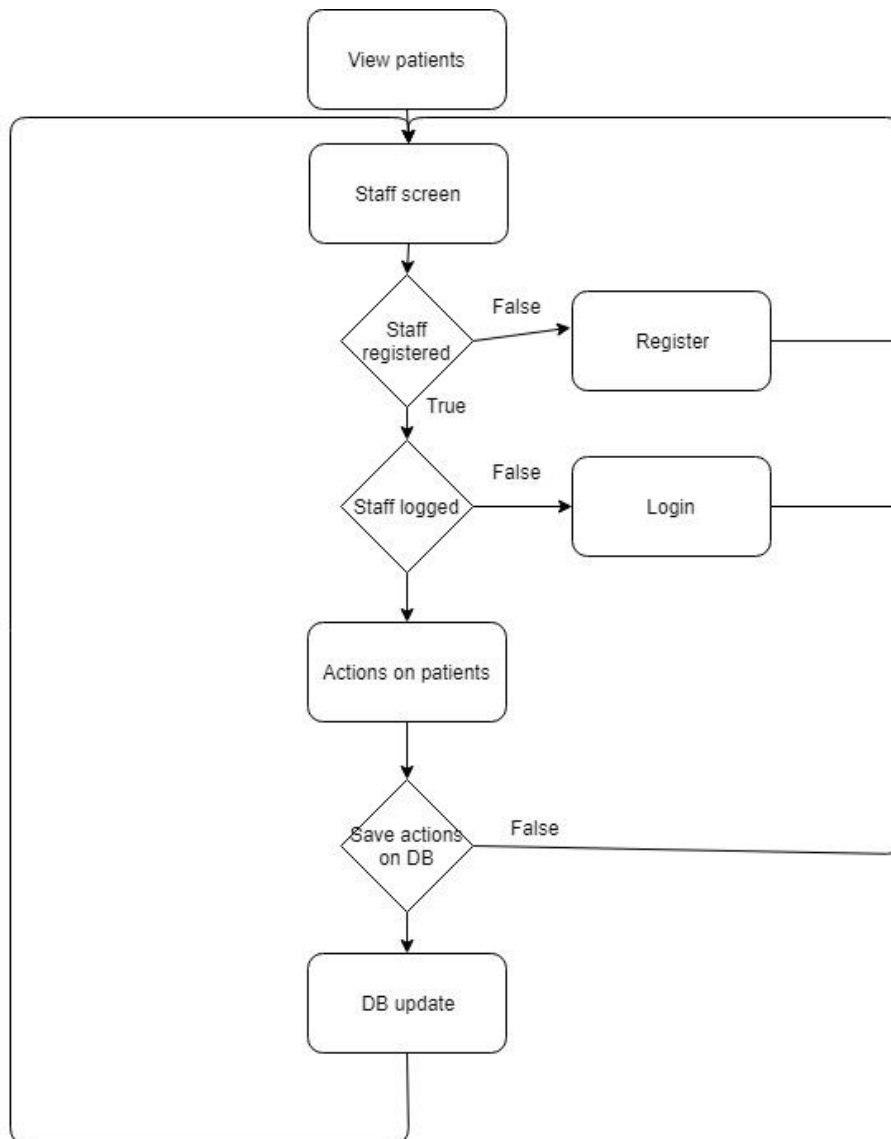 View patients
Staff screen
Staff
registered
False
Register
True
Staff logged
False
Login
Actions on patients
Save actions
on DB
False
DB update